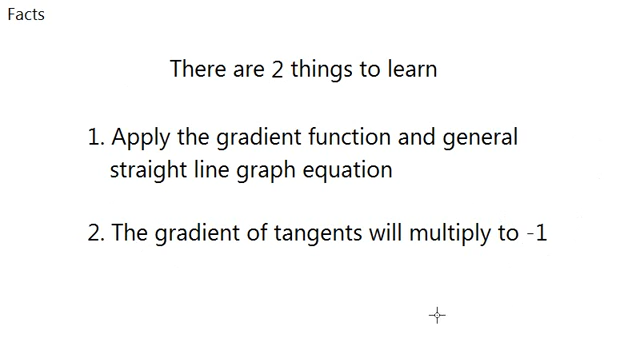 Facts
There are 2 things to learn
1. Apply the gradient function and general
straight line graph equation
2. The gradient of tangents will multiply to -1